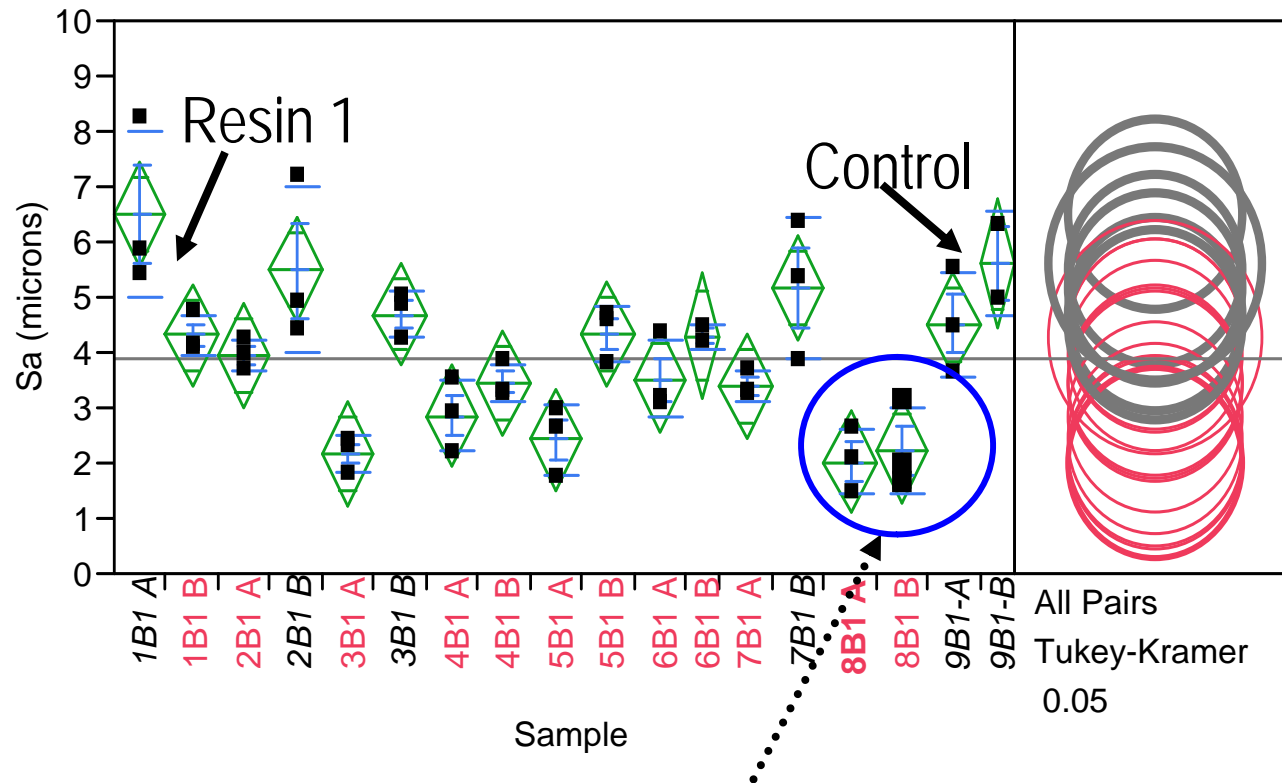 10
9
8
7
6
5
4
3
2
1
0
Sa (microns)
Resin 1
Control
1B1 A
1B1 B
2B1 A
2B1 B
3B1 A
3B1 B
4B1 A
4B1 B
5B1 A
5B1 B
6B1 A
6B1 B
7B1 A
7B1 B
8B1 A
8B1 B
9B1-A
9B1-B
Sample
All Pairs
Tukey-Kramer
0.05